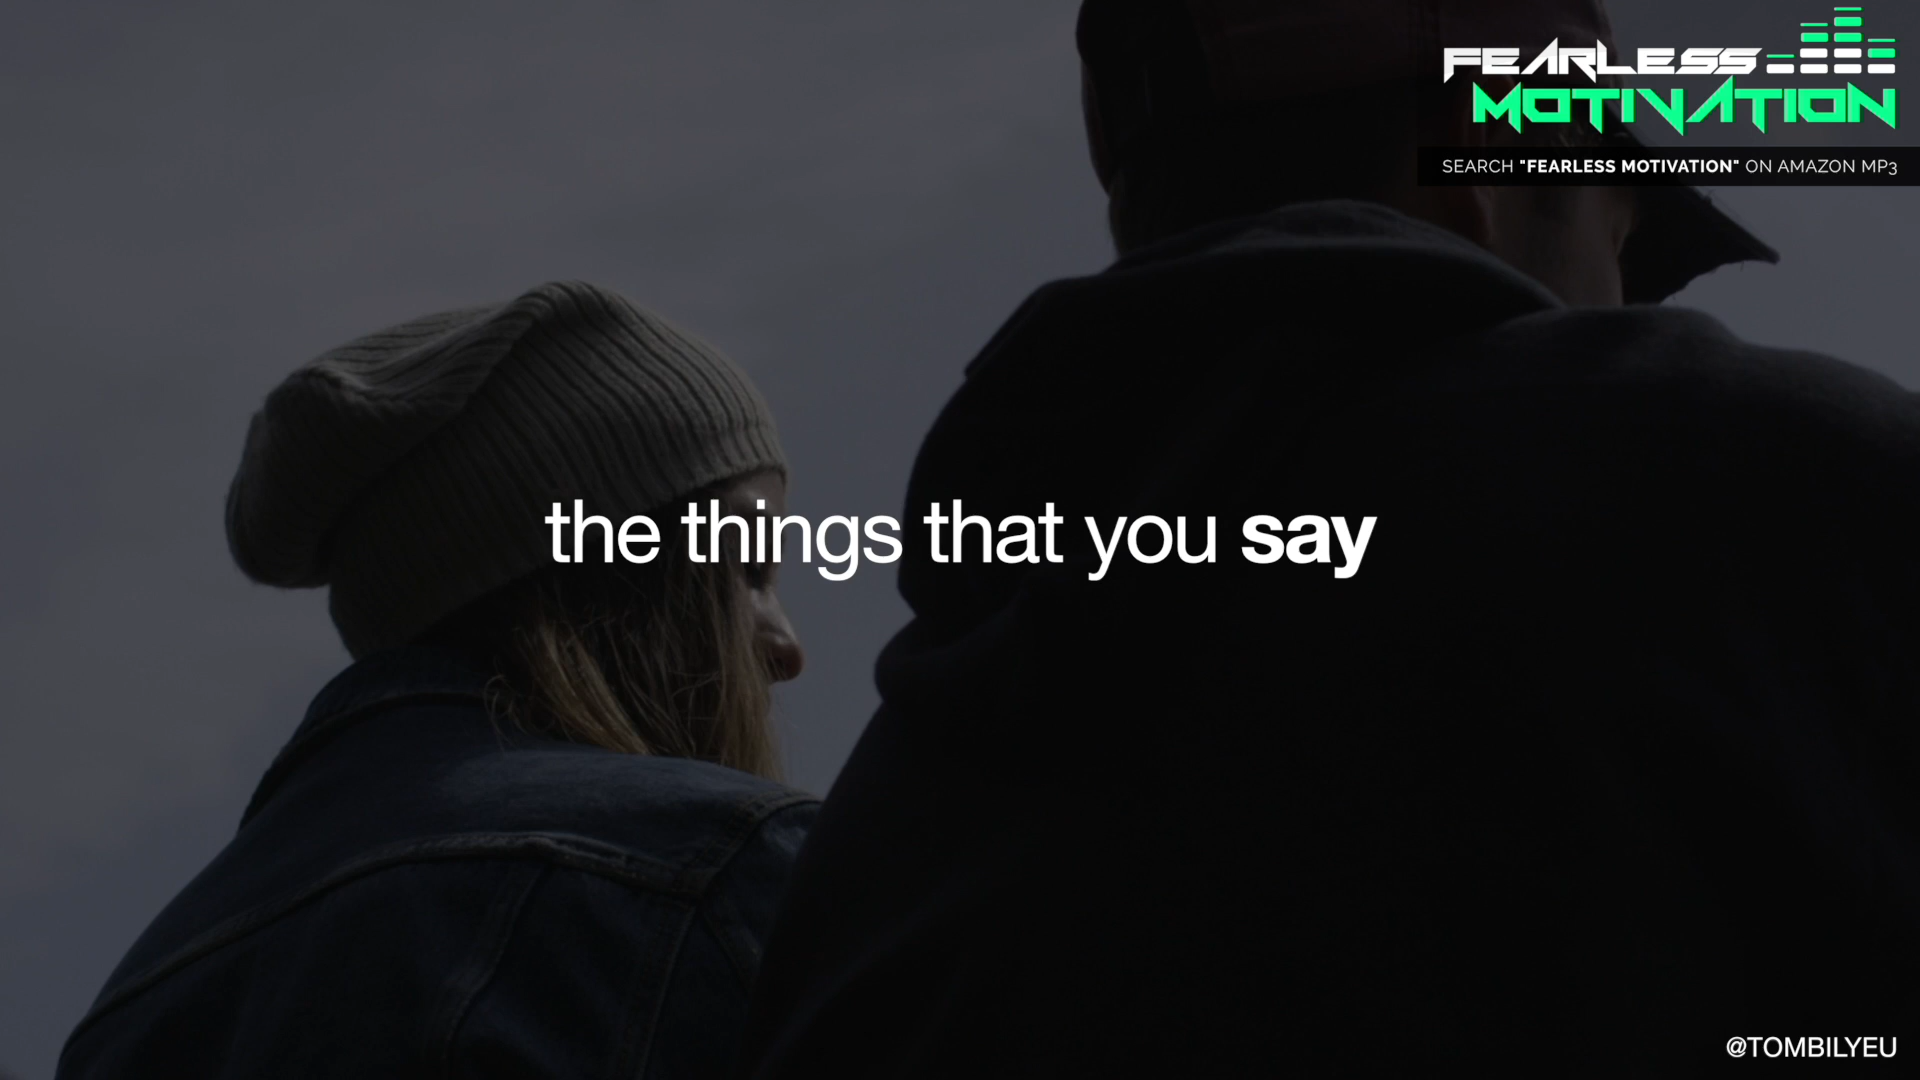 FEARLESS
MOTIVATION
SEARCH "FEARLESS MOTIVATION" ON AMAZON MP3
the things that you say
@TOMBILYEU